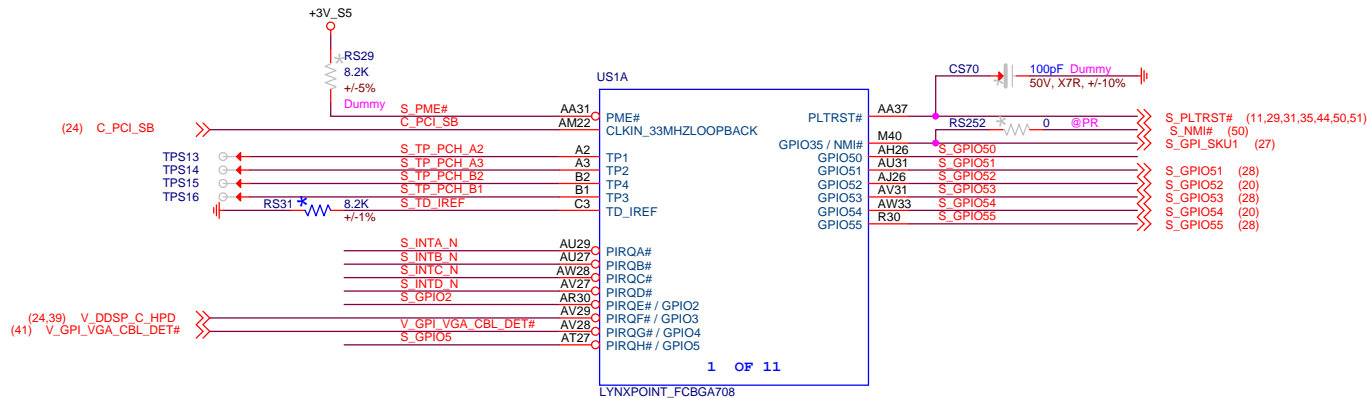 +3V_S5
*RS29
8.2K
+/-5%
Dummy
US1A
CS70
100pF Dummy
50V, X7R, +/-10%
*
S_PME# AA31 PME#
(24) C_PCI_SB C_PCI_SB AM22 CLKIN_33MHZLOOPBACK
TPS13 S_TP_PCH_A2 A2 TP1
TPS14 S_TP_PCH_A3 A3 TP2
TPS15 S_TP_PCH_B2 B2 TP4
TPS16 S_TP_PCH_B1 B1 TP3
RS31 * 8.2K S_TD_IREF C3 TD_IREF
+/-1%
S_INTA_N AU29 PIRQA#
S_INTB_N AU27 PIRQB#
S_INTC_N AW28 PIRQC#
S_INTD_N AV27 PIRQD#
S_GPIO2 AR30 PIRQE# / GPIO2
(24,39) V_DDSP_C_HPD AV29 PIRQF# / GPIO3
(41) V_GPI_VGA_CBL_DET# V_GPI_VGA_CBL_DET# AV28 PIRQG# / GPIO4
S_GPIO5 AT27 PIRQH# / GPIO5
PLTRST# AA37 S_PLTRST# (11,29,31,35,44,50,51)
RS252 * 0 @PR S_NMI# (50)
GPIO35 / NMI# M40 S_GPI_SKU1 (27)
GPIO50 AH26 S_GPIO50
GPIO51 AU31 S_GPIO51 S_GPIO51 (28)
GPIO52 AJ26 S_GPIO52 S_GPIO52 (20)
GPIO53 AV31 S_GPIO53 S_GPIO53 (28)
GPIO54 AW33 S_GPIO54 S_GPIO54 (20)
GPIO55 R30 S_GPIO55 S_GPIO55 (28)
1 OF 11
LYNXPOINT_FCBGA708